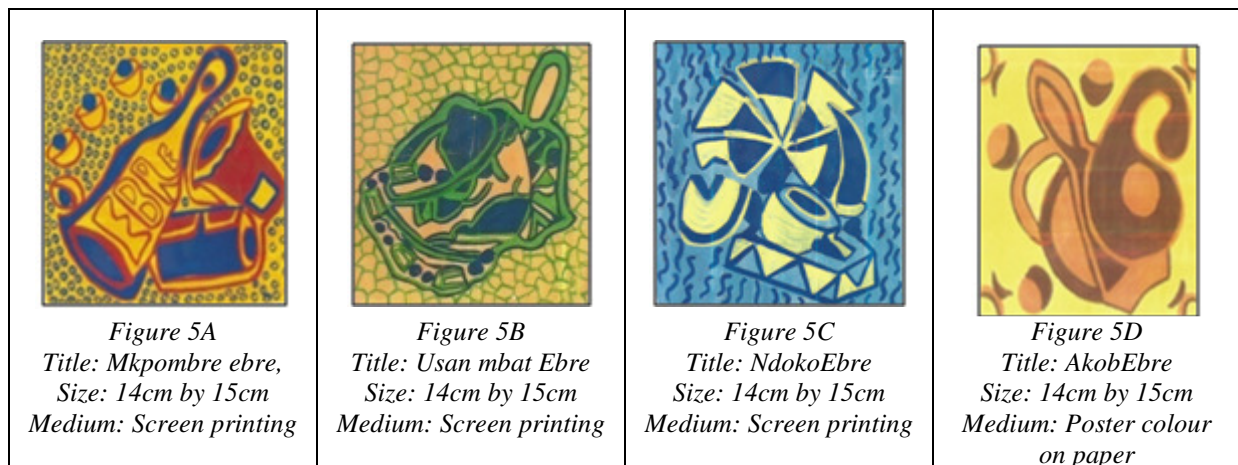 EBRE
Figure 5A
Title: Mkpombre ebre,
Size: 14cm by 15cm
Medium: Screen printing
Figure 5B
Title: Usan mbat Ebre
Size: 14cm by 15cm
Medium: Screen printing
Figure 5C
Title: NdokoEbre
Size: 14cm by 15cm
Medium: Screen printing
Figure 5D
Title: AkobEbre
Size: 14cm by 15cm
Medium: Poster colour
on paper